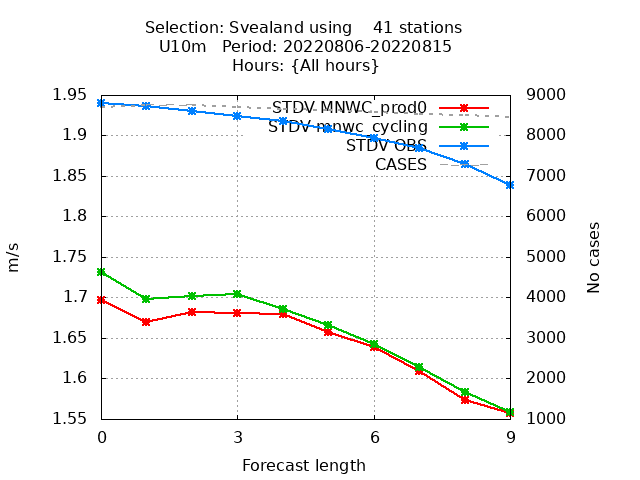 Selection: Svealand using    41 stations
U10m   Period: 20220806-20220815
Hours: {All hours}
1.95
1.9
1.85
1.8
1.75
1.7
1.65
1.6
1.55
9000
8000
7000
6000
5000
4000
3000
2000
1000
STDV MNWC_prod0
STDV mnwc_cycling
STDV OBS
CASES
m/s
No cases
0 3 6 9
Forecast length